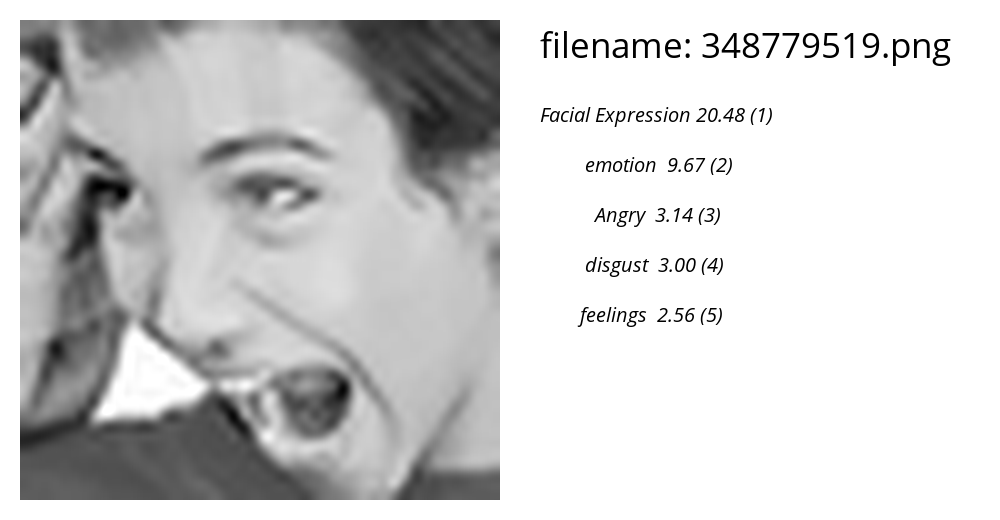 filename: 348779519.png
Facial Expression 20.48 (1)
emotion 9.67 (2)
Angry 3.14 (3)
disgust 3.00 (4)
feelings 2.56 (5)